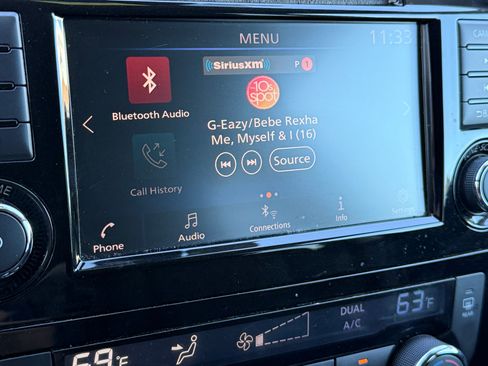 MENU
11:33
SiriusXM
P 1
-10s
spot
Bluetooth Audio
G-Eazy/Bebe Rexha
Me, Myself & I (16)
Source
Call History
Phone
Audio
Connections
Info
Settings
DUAL
A/C
63°F
69°F
REAR